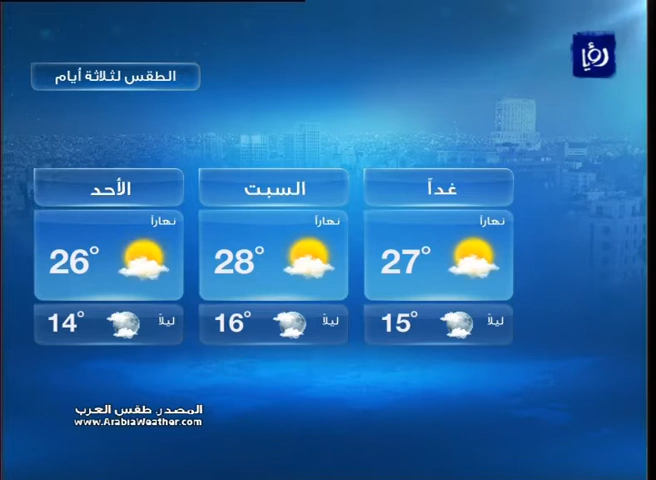 رؤيا
الطقس لثلاثة أيام
غداً
السبت
الأحد
نهاراً
27°
نهاراً
28°
نهاراً
26°
ليلاً
15°
ليلاً
16°
ليلاً
14°
المصدر: طقس العرب
www.ArabiaWeather.com